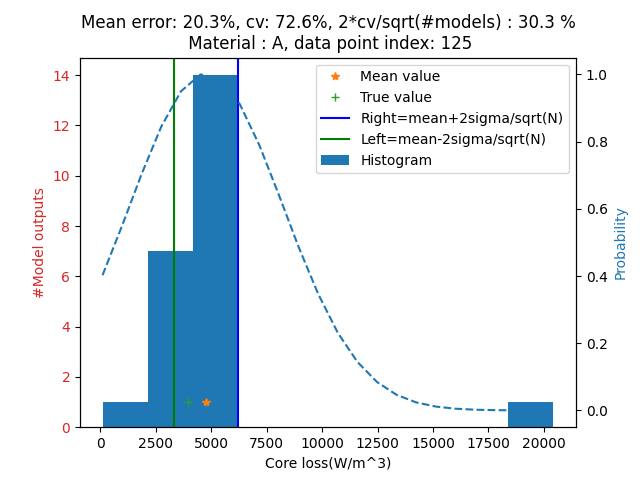 Mean error: 20.3%, cv: 72.6%, 2*cv/sqrt(#models) : 30.3 %
Material : A, data point index: 125
Mean value
True value
Right=mean+2sigma/sqrt(N)
Left=mean-2sigma/sqrt(N)
Histogram
#Model outputs
14
12
10
8
6
4
2
0
1.0
0.8
0.6
0.4
0.2
0.0
Probability
0 2500 5000 7500 10000 12500 15000 17500 20000
Core loss(W/m^3)